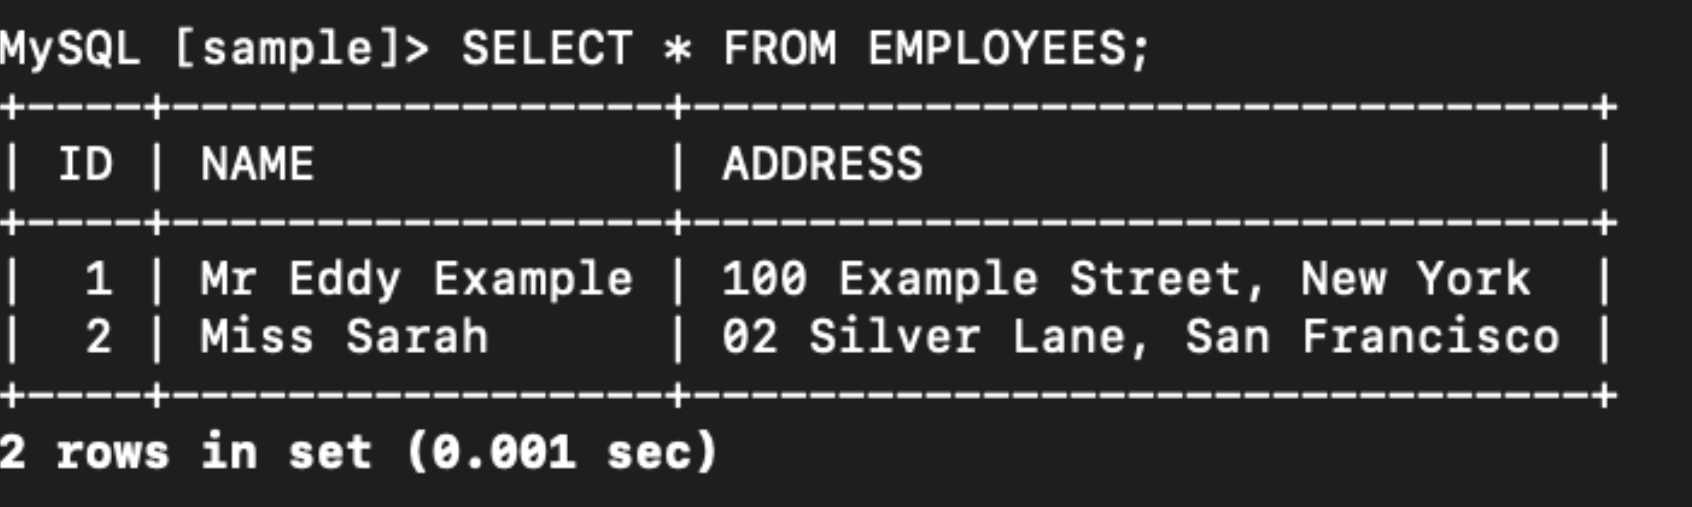 MySQL [sample]> SELECT * FROM EMPLOYEES;
+----+-----------------+-------------------------------+
| ID | NAME            | ADDRESS                       |
+----+-----------------+-------------------------------+
|  1 | Mr Eddy Example | 100 Example Street, New York  |
|  2 | Miss Sarah      | 02 Silver Lane, San Francisco |
+----+-----------------+-------------------------------+
2 rows in set (0.001 sec)